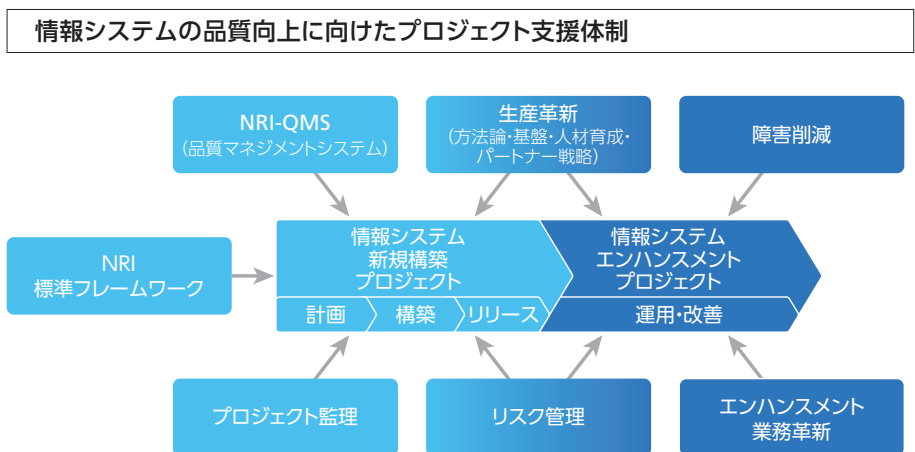 情報システムの品質向上に向けたプロジェクト支援体制
NRI-QMS
(品質マネジメントシステム)
生産革新
(方法論・基盤・人材育成・
パートナー戦略)
障害削減
NRI
標準フレームワーク
情報システム
新規構築
プロジェクト
情報システム
エンハンスメント
プロジェクト
計画
構築
リリース
運用・改善
プロジェクト監理
リスク管理
エンハンスメント
業務革新